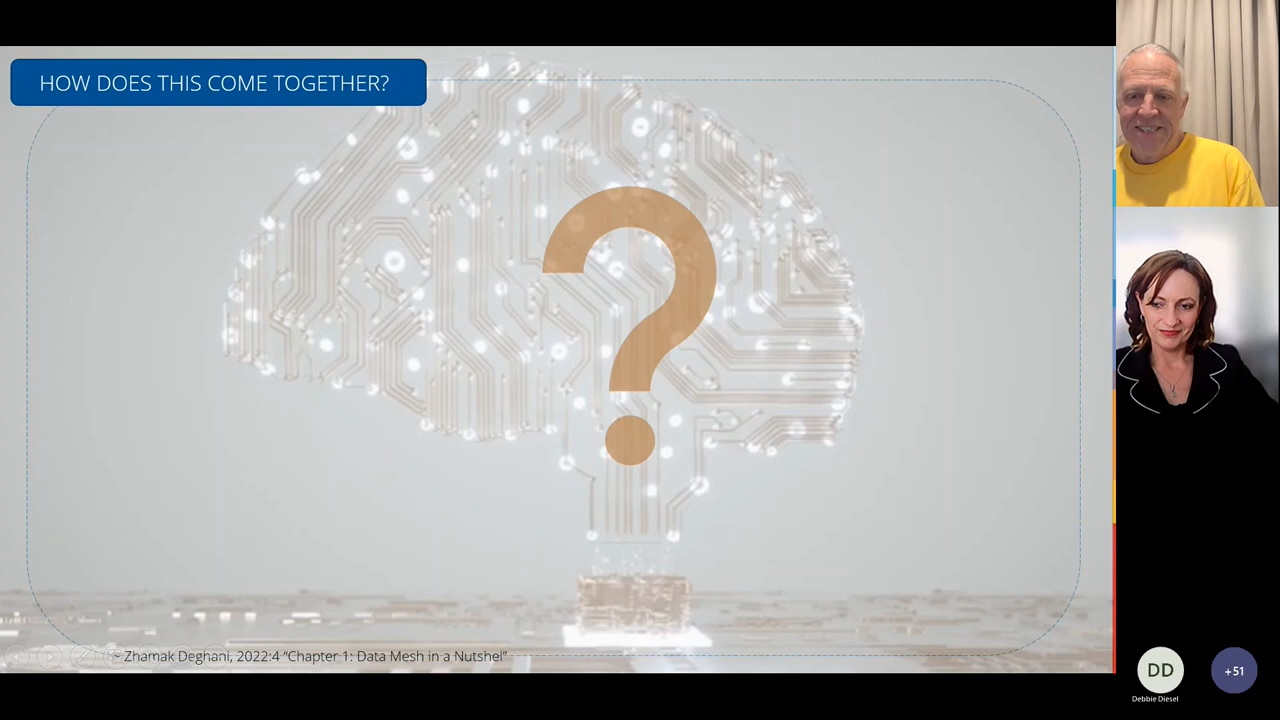 HOW DOES THIS COME TOGETHER?
~ Zhamak Deghani, 2022:4 “Chapter 1: Data Mesh in a Nutshel”
DD
Debbie Diesel
+51